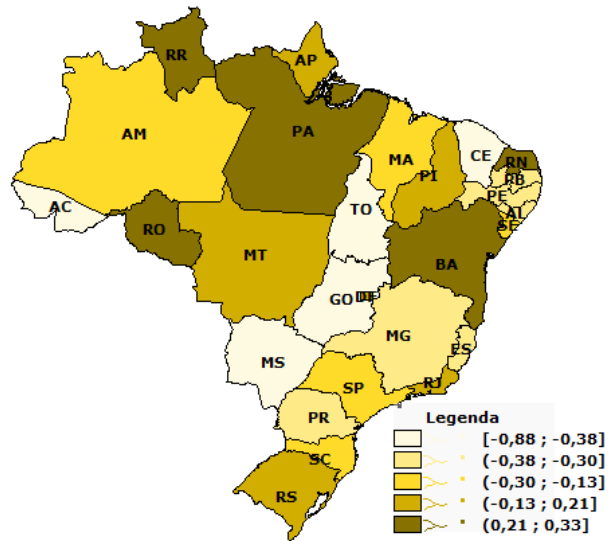 RR
AP
AM
PA
MA
CE
RN
PB
PI
PE
AL
SE
AC
TO
RO
BA
MT
GO
DF
MG
MS
ES
SP
RJ
PR
SC
RS
Legenda
[-0,88 ; -0,38]
(-0,38 ; -0,30]
(-0,30 ; -0,13]
(-0,13 ; 0,21]
(0,21 ; 0,33]